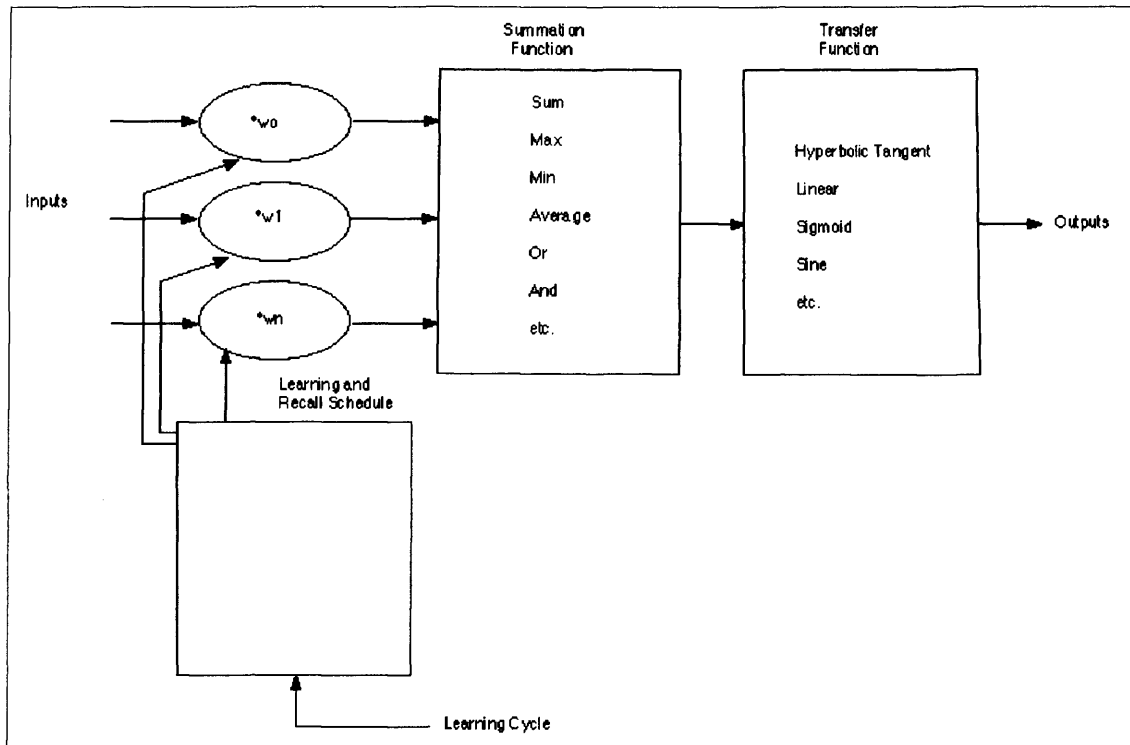 Summation
Function
Transfer
Function
Inputs
*wo
*w1
*wn
Sum
Max
Min
Average
Or
And
etc.
Hyperbolic Tangent
Linear
Sigmoid
Sine
etc.
Outputs
Learning and
Recall Schedule
Learning Cycle